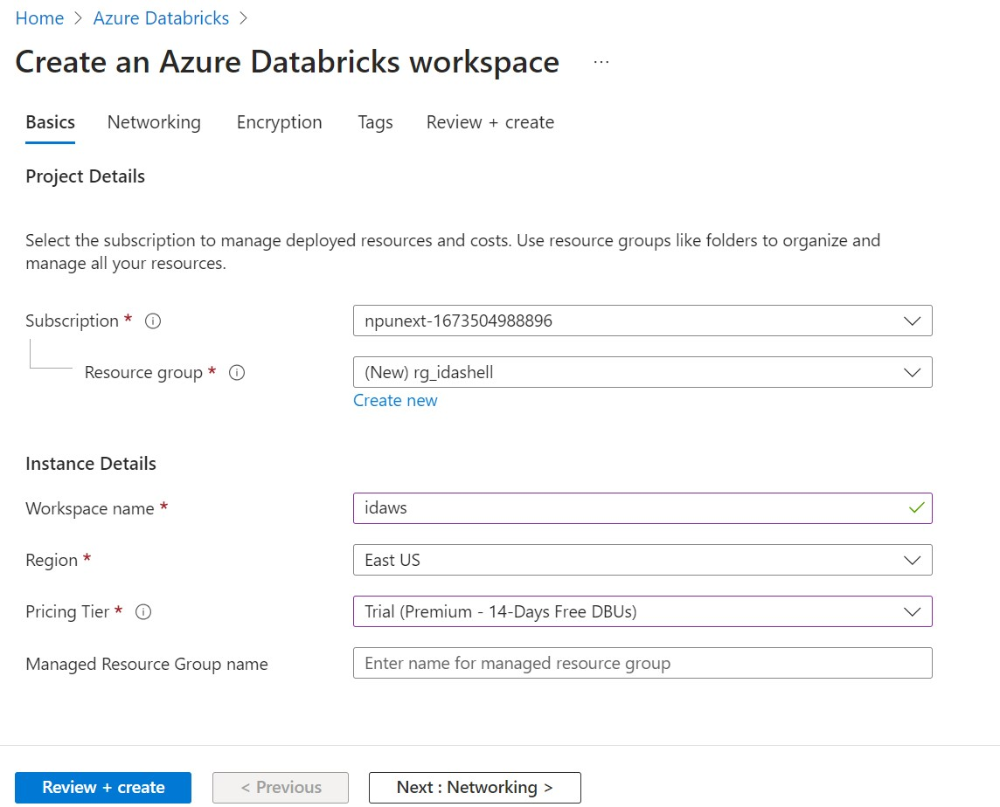 Home > Azure Databricks >
Create an Azure Databricks workspace ...
Basics Networking Encryption Tags Review + create
Project Details
Select the subscription to manage deployed resources and costs. Use resource groups like folders to organize and
manage all your resources.
Subscription * npunext-1673504988896
Resource group * (New) rg_idashell
Create new
Instance Details
Workspace name * idaws
Region * East US
Pricing Tier * Trial (Premium - 14-Days Free DBUs)
Managed Resource Group name Enter name for managed resource group
Review + create < Previous Next : Networking >